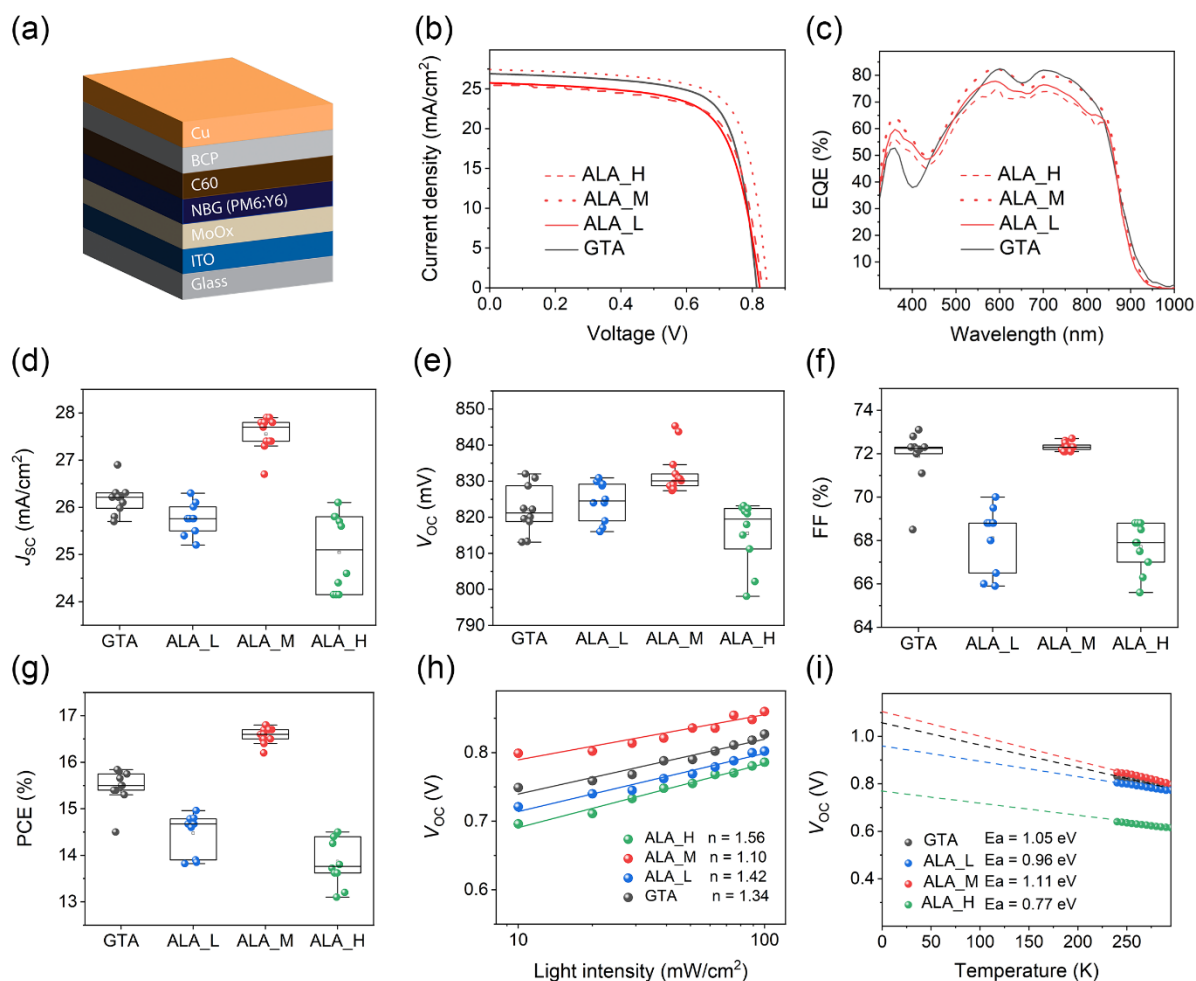 (a)
Cu
BCP
C60
NBG (PM6:Y6)
MoOx
ITO
Glass
(b)
Current density (mA/cm²)
25
20
15
10
5
0
0.0 0.2 0.4 0.6 0.8
Voltage (V)
ALA_H
ALA_M
ALA_L
GTA
(c)
EQE (%)
80
70
60
50
40
30
20
10
400 500 600 700 800 900 1000
Wavelength (nm)
ALA_H
ALA_M
ALA_L
GTA
(d)
JSC (mA/cm²)
28
27
26
25
24
GTA ALA_L ALA_M ALA_H
(e)
VOC (mV)
850
840
830
820
810
800
790
GTA ALA_L ALA_M ALA_H
(f)
FF (%)
74
72
70
68
66
64
GTA ALA_L ALA_M ALA_H
(g)
PCE (%)
17
16
15
14
13
GTA ALA_L ALA_M ALA_H
(h)
VOC (V)
0.8
0.7
0.6
ALA_H n = 1.56
ALA_M n = 1.10
ALA_L n = 1.42
GTA n = 1.34
10 100
Light intensity (mW/cm²)
(i)
VOC (V)
1.0
0.8
0.6
0.4
GTA Ea = 1.05 eV
ALA_L Ea = 0.96 eV
ALA_M Ea = 1.11 eV
ALA_H Ea = 0.77 eV
0 50 100 150 200 250
Temperature (K)